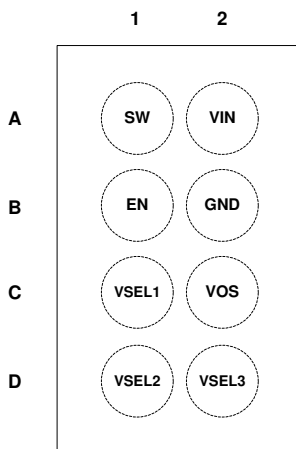 1 2
A SW VIN
B EN GND
C VSEL1 VOS
D VSEL2 VSEL3